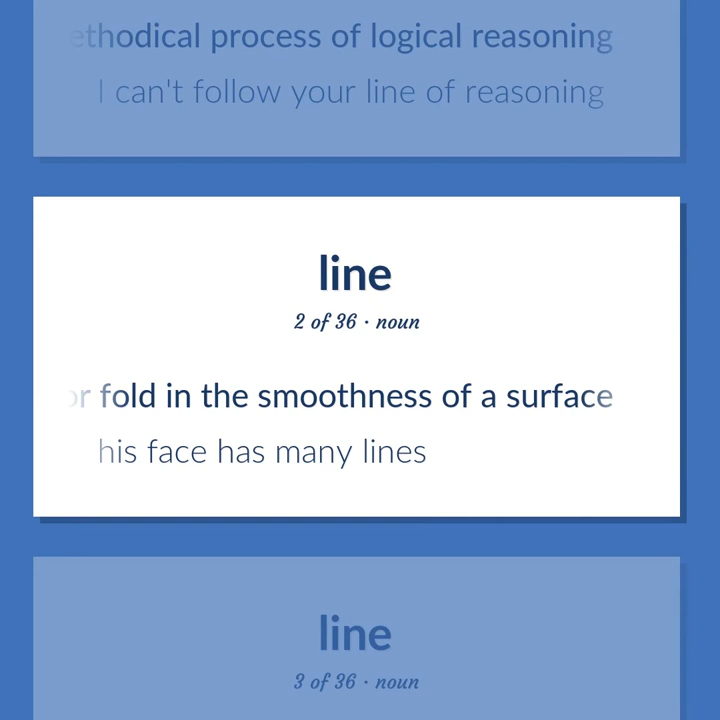 ethodical process of logical reasoning
I can't follow your line of reasoning
line
2 of 36 · noun
or fold in the smoothness of a surface
his face has many lines
line
3 of 36 · noun